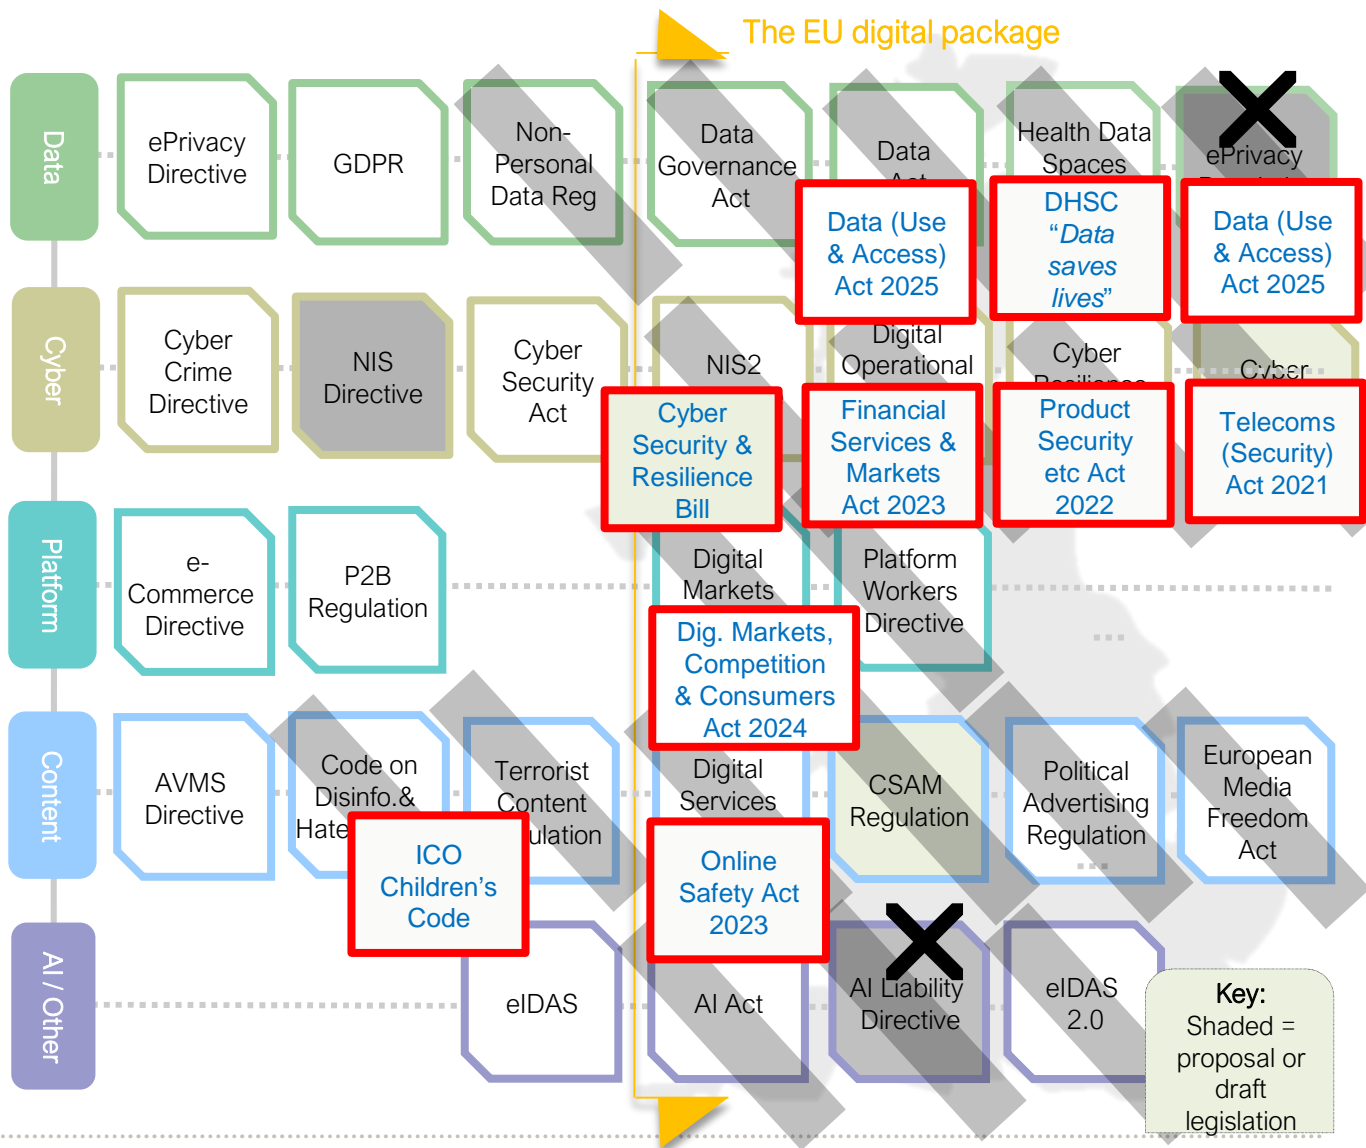 The EU digital package
Data
ePrivacy
Directive
GDPR
Non-
Personal
Data Reg
Data
Governance
Act
Data
Act
Health Data
Spaces
ePrivacy
Data (Use
& Access)
Act 2025
DHSC
“Data
saves
lives”
Data (Use
& Access)
Act 2025
Cyber
Cyber
Crime
Directive
NIS
Directive
Cyber
Security
Act
NIS2
Digital
Operational
Cyber
Resilience
Cyber
Cyber
Security &
Resilience
Bill
Financial
Services &
Markets
Act 2023
Product
Security
etc Act
2022
Telecoms
(Security)
Act 2021
Platform
e-
Commerce
Directive
P2B
Regulation
Digital
Markets
Platform
Workers
Directive
....
Dig. Markets,
Competition
& Consumers
Act 2024
Content
AVMS
Directive
Code on
Disinfo.&
Hate
Terrorist
Content
ulation
Digital
Services
CSAM
Regulation
Political
Advertising
Regulation
...
European
Media
Freedom
Act
ICO
Children’s
Code
Online
Safety Act
2023
AI / Other
eIDAS
AI Act
AI Liability
Directive
eIDAS
2.0
Key:
Shaded =
proposal or
draft
legislation